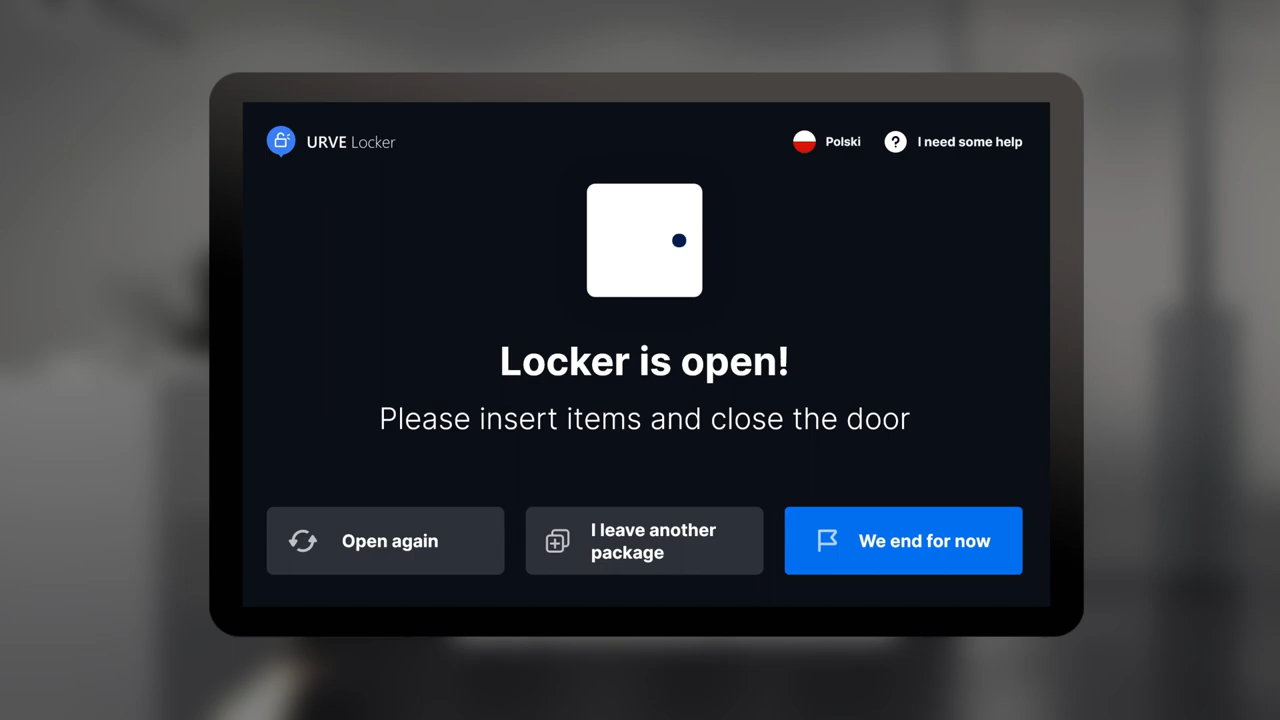 URVE Locker
Polski
? I need some help
Locker is open!
Please insert items and close the door
Open again
I leave another
package
We end for now